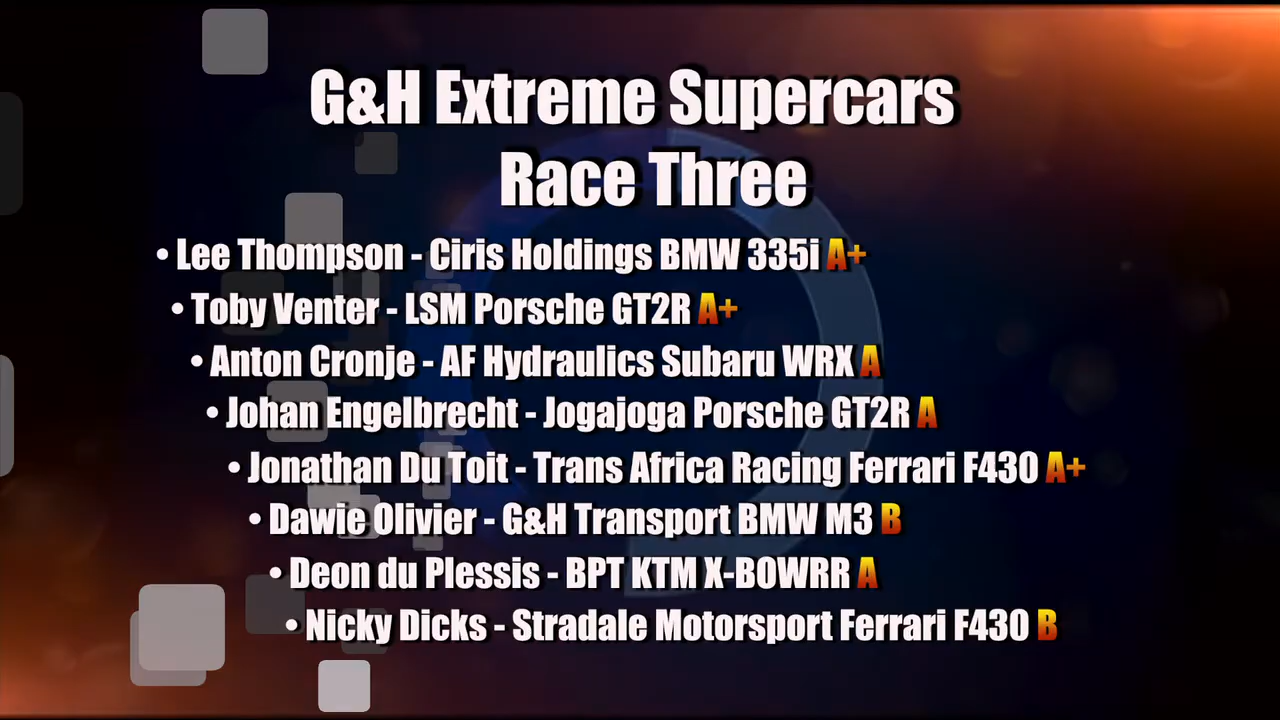 G&H Extreme Supercars
Race Three
• Lee Thompson - Ciris Holdings BMW 335i A+
• Toby Venter - LSM Porsche GT2R A+
• Anton Cronje - AF Hydraulics Subaru WRX A
• Johan Engelbrecht - Jogajoga Porsche GT2R A
• Jonathan Du Toit - Trans Africa Racing Ferrari F430 A+
• Dawie Olivier - G&H Transport BMW M3 B
• Deon du Plessis - BPT KTM X-BOWRR A
• Nicky Dicks - Stradale Motorsport Ferrari F430 B